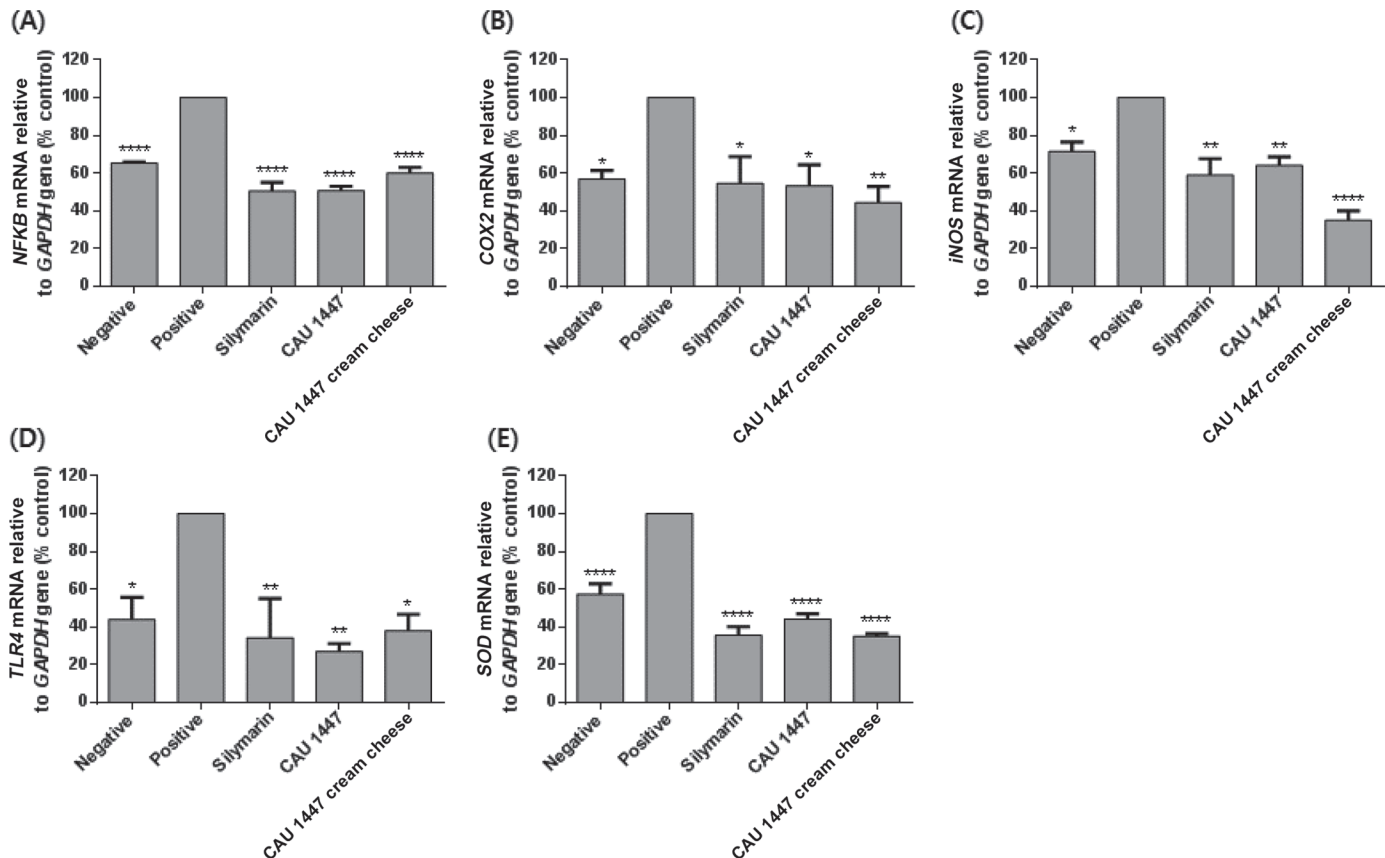 (A)
NFKB mRNA relative
to GAPDH gene (% control)
120
100
80
60
40
20
0
****
****
****
****
Negative
Positive
Silymarin
CAU 1447
CAU 1447 cream cheese
(B)
COX2 mRNA relative
to GAPDH gene (% control)
120
100
80
60
40
20
0
*
*
*
**
Negative
Positive
Silymarin
CAU 1447
CAU 1447 cream cheese
(C)
iNOS mRNA relative
to GAPDH gene (% control)
120
100
80
60
40
20
0
*
**
**
****
Negative
Positive
Silymarin
CAU 1447
CAU 1447 cream cheese
(D)
TLR4 mRNA relative
to GAPDH gene (% control)
120
100
80
60
40
20
0
*
**
**
*
Negative
Positive
Silymarin
CAU 1447
CAU 1447 cream cheese
(E)
SOD mRNA relative
to GAPDH gene (% control)
120
100
80
60
40
20
0
****
****
****
****
Negative
Positive
Silymarin
CAU 1447
CAU 1447 cream cheese